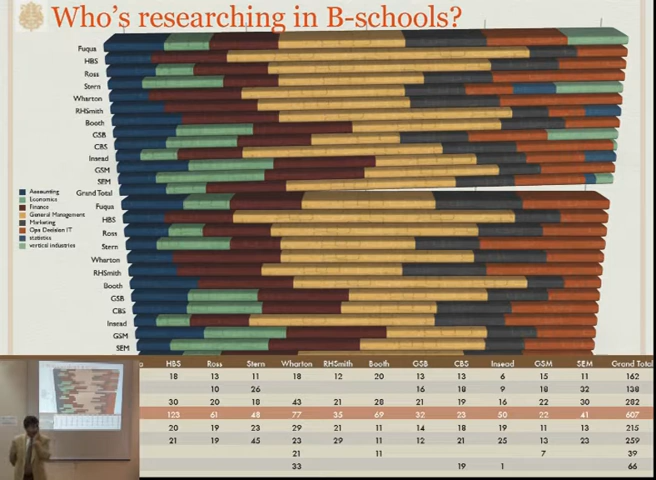 Who's researching in B-schools?
Fuqua
HBS
Ross
Stern
Wharton
RHSmith
Booth
GSB
CBS
Insead
GSM
SEM
Grand Total
Fuqua
HBS
Ross
Stern
Wharton
RHSmith
Booth
GSB
CBS
Insead
GSM
SEM
Accounting
Economics
Finance
General Management
Marketing
Ops Decision IT
statistics
vertical industries
HBS Ross Stern Wharton RHSmith Booth GSB CBS Insead GSM SEM Grand Total
18 13 11 18 12 20 13 13 6 15 11 162
10 26 16 18 9 18 32 138
30 20 18 43 21 28 21 19 16 22 30 282
123 61 48 77 35 69 32 23 50 22 41 607
20 19 23 29 21 11 14 18 19 11 13 215
21 19 45 23 29 11 12 21 25 13 23 259
21 11 7 39
33 19 1 66